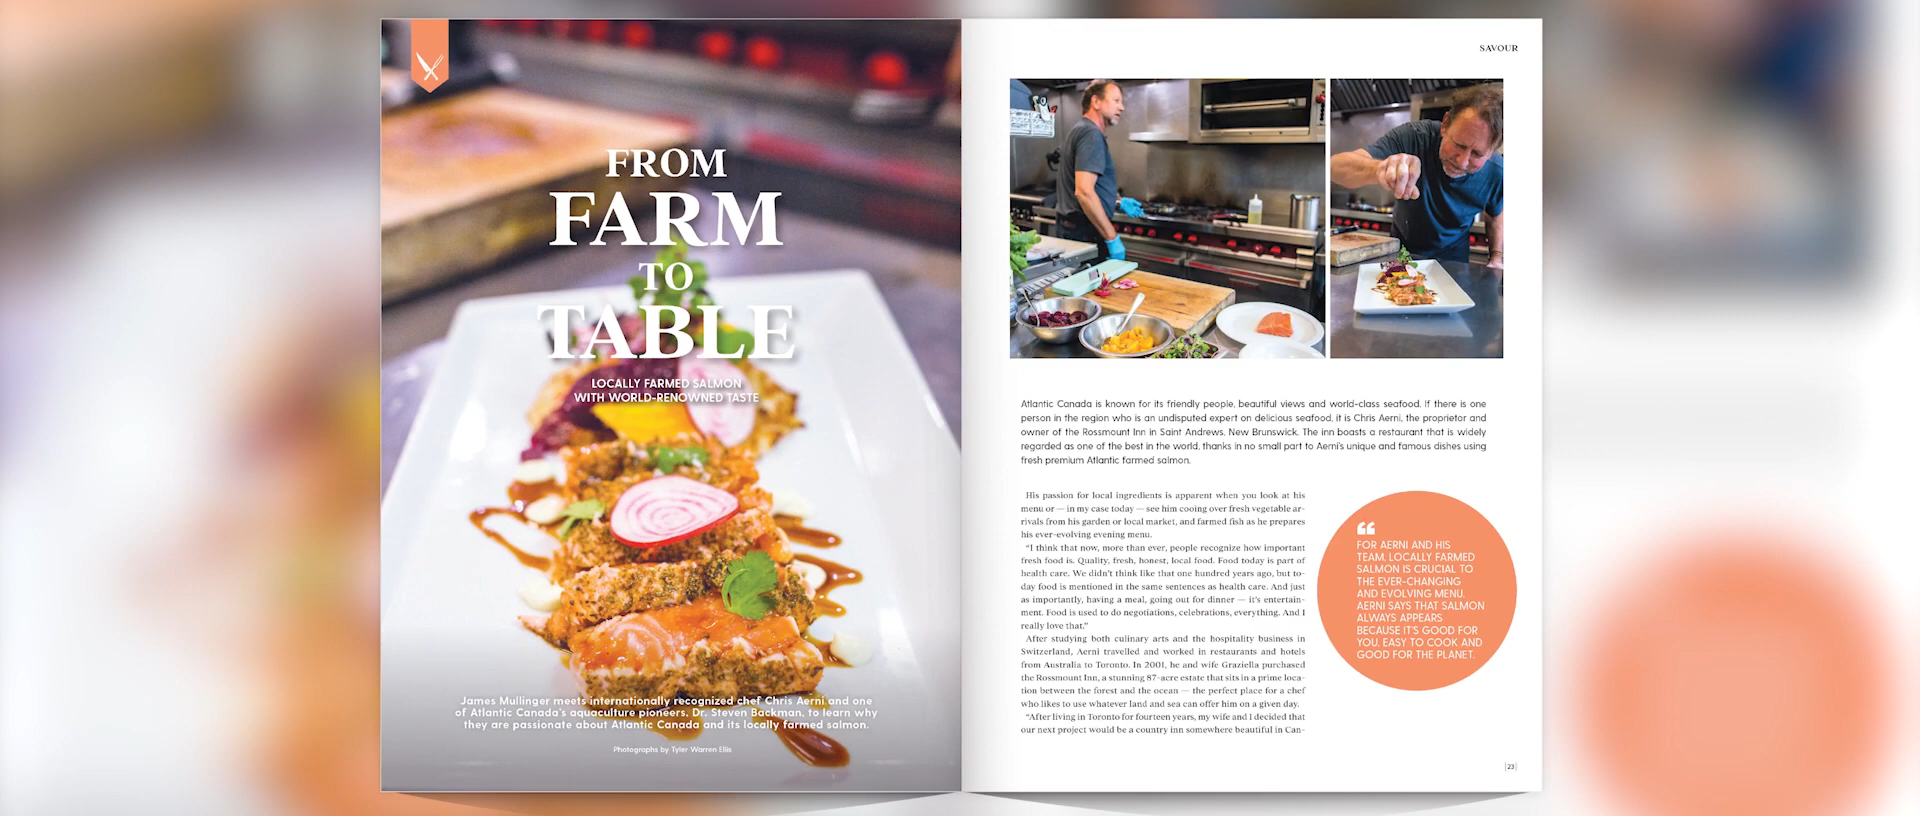 FROM
FARM
TO
TABLE
LOCALLY FARMED SALMON
WITH WORLD-RENOWNED TASTE
James Mullinger meets internationally recognized chef Chris Aerni and one
of Atlantic Canada's aquaculture pioneers, Dr. Steven Backman, to learn why
they are passionate about Atlantic Canada and its locally farmed salmon.
Photographs by Tyler Warren Ellis
SAVOUR
Atlantic Canada is known for its friendly people, beautiful views and world-class seafood. If there is one
person in the region who is an undisputed expert on delicious seafood, it is Chris Aerni, the proprietor and
owner of the Rossmount Inn in Saint Andrews, New Brunswick. The inn boasts a restaurant that is widely
regarded as one of the best in the world, thanks in no small part to Aerni's unique and famous dishes using
fresh premium Atlantic farmed salmon.
His passion for local ingredients is apparent when you look at his
menu or — in my case today — see him cooing over fresh vegetable ar-
rivals from his garden or local market, and farmed fish as he prepares
his ever-evolving evening menu.
“I think that now, more than ever, people recognize how important
fresh food is. Quality, fresh, honest, local food. Food today is part of
health care. We didn't think like that one hundred years ago, but to-
day food is mentioned in the same sentences as health care. And just
as importantly, having a meal, going out for dinner — it's entertain-
ment. Food is used to do negotiations, celebrations, everything. And I
really love that.”
After studying both culinary arts and the hospitality business in
Switzerland, Aerni travelled and worked in restaurants and hotels
from Australia to Toronto. In 2001, he and wife Graziella purchased
the Rossmount Inn, a stunning 87-acre estate that sits in a prime loca-
tion between the forest and the ocean — the perfect place for a chef
who likes to use whatever land and sea can offer him on a given day.
“After living in Toronto for fourteen years, my wife and I decided that
our next project would be a country inn somewhere beautiful in Can-
“
FOR AERNI AND HIS
TEAM, LOCALLY FARMED
SALMON IS CRUCIAL TO
THE EVER-CHANGING
AND EVOLVING MENU.
AERNI SAYS THAT SALMON
ALWAYS APPEARS
BECAUSE IT'S GOOD FOR
YOU, EASY TO COOK AND
GOOD FOR THE PLANET.
|23|